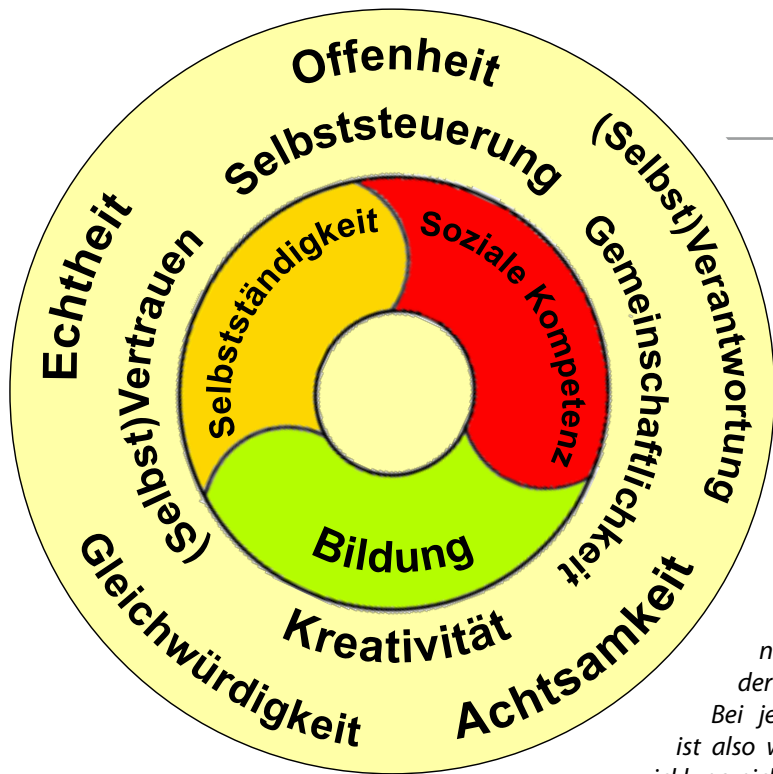 Offenheit
(Selbst)Verantwortung
Achtsamkeit
Gleichwürdigkeit
Echtheit
Selbststeuerung
Gemeinschaftlichkeit
Kreativität
(Selbst)Vertrauen
Selbstständigkeit
Soziale Kompetenz
Bildung
der
Bei je
ist also